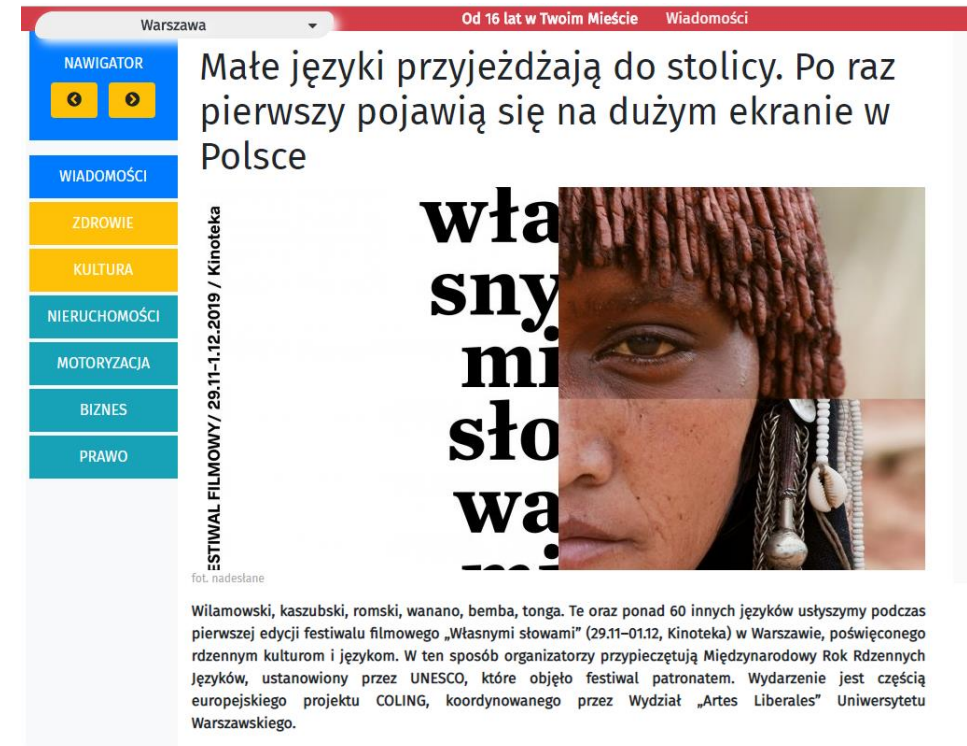 Warszawa
Od 16 lat w Twoim Mieście Wiadomości
NAWIGATOR
WIADOMOŚCI
ZDROWIE
KULTURA
NIERUCHOMOŚCI
MOTORYZACJA
BIZNES
PRAWO
Małe języki przyjeżdżają do stolicy. Po raz
pierwszy pojawią się na dużym ekranie w
Polsce
ESTIWAL FILMOWY/ 29.11-1.12.2019 / Kinoteka
wła
sny
mi
sło
wa
mi
fot. nadesłane
Wilamowski, kaszubski, romski, wanano, bemba, tonga. Te oraz ponad 60 innych języków usłyszymy podczas
pierwszej edycji festiwalu filmowego „Własnymi słowami” (29.11–01.12, Kinoteka) w Warszawie, poświęconego
rdzennym kulturom i językom. W ten sposób organizatorzy przypieczętują Międzynarodowy Rok Rdzennych
Języków, ustanowiony przez UNESCO, które objęło festiwal patronatem. Wydarzenie jest częścią
europejskiego projektu COLING, koordynowanego przez Wydział „Artes Liberales” Uniwersytetu
Warszawskiego.